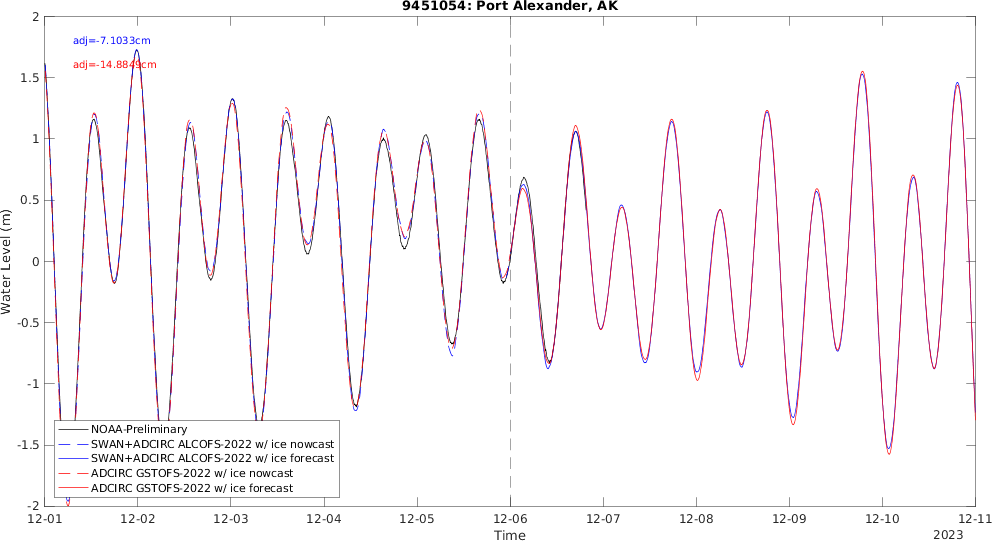 9451054: Port Alexander, AK
adj=-7.1033cm
adj=-14.8849cm
Water Level (m)
2
1.5
1
0.5
0
-0.5
-1
-1.5
-2
NOAA-Preliminary
SWAN+ADCIRC ALCOFS-2022 w/ ice nowcast
SWAN+ADCIRC ALCOFS-2022 w/ ice forecast
ADCIRC GSTOFS-2022 w/ ice nowcast
ADCIRC GSTOFS-2022 w/ ice forecast
12-01 12-02 12-03 12-04 12-05 12-06 12-07 12-08 12-09 12-10 12-11
Time
2023